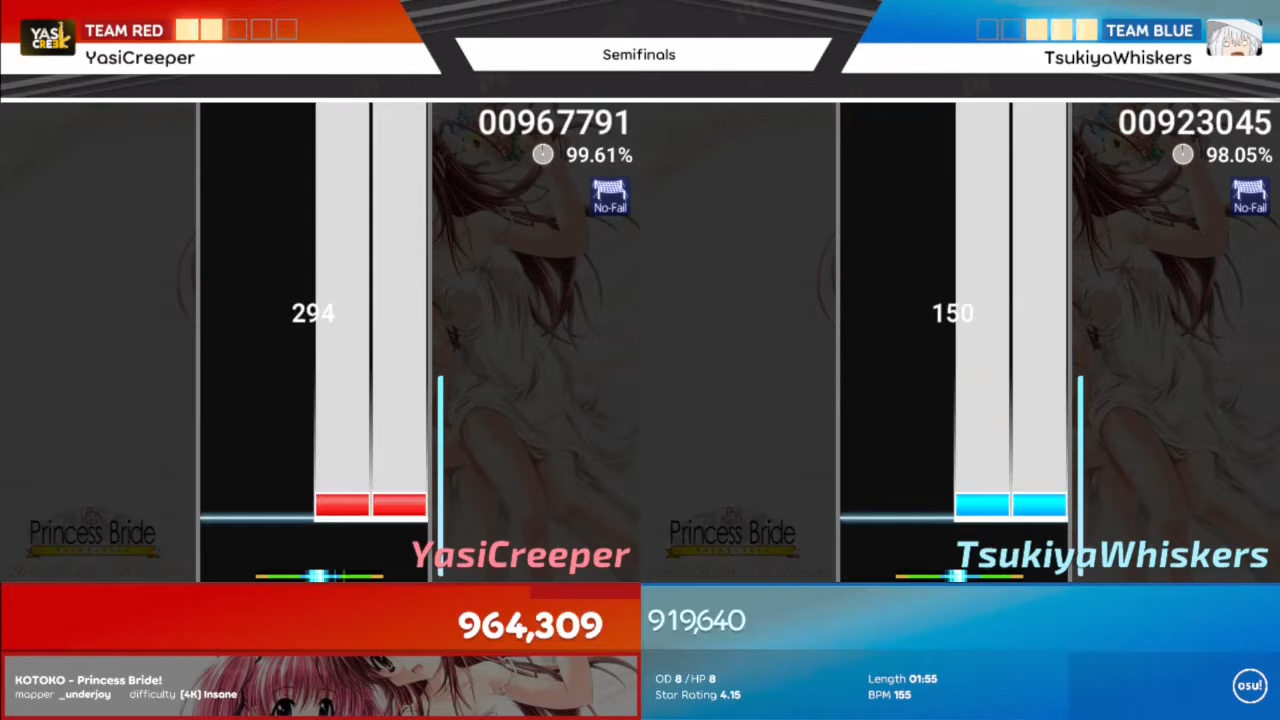 YASI
CREEK
TEAM RED
YasiCreeper
Semifinals
TEAM BLUE
TsukiyaWhiskers
00967791
99.61%
No-Fail
294
Princess Bride
YasiCreeper
00923045
98.05%
No-Fail
150
Princess Bride
TsukiyaWhiskers
964,309
919,640
KOTOKO - Princess Bride!
mapper _underjoy difficulty [4K] Insane
OD 8 / HP 8
Star Rating 4.15
Length 01:55
BPM 155
osu!